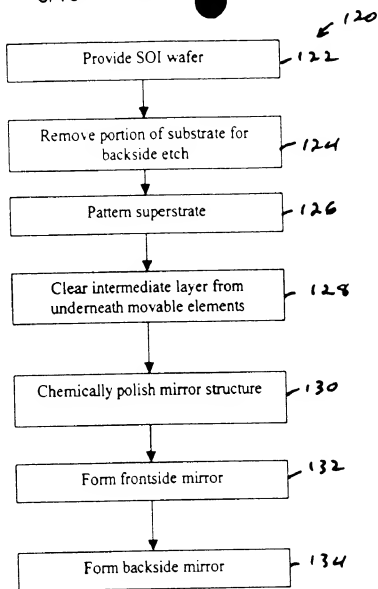 120
Provide SOI wafer
122
Remove portion of substrate for
backside etch
124
Pattern superstrate
126
Clear intermediate layer from
underneath movable elements
128
Chemically polish mirror structure
130
Form frontside mirror
132
Form backside mirror
134